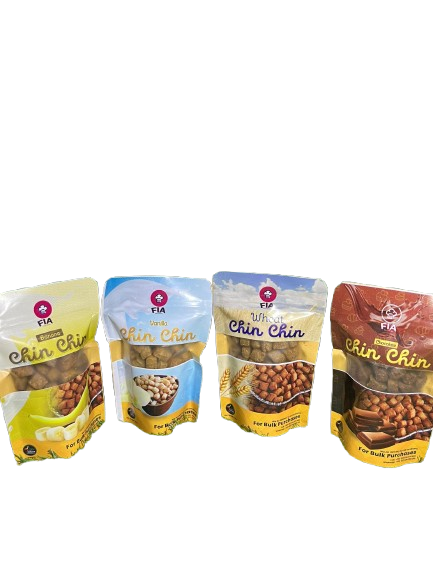 FIA
Banana
Chin Chin
For Bulk
FIA
Vanilla
Chin Chin
FIA
Wheat
Chin Chin
For Bulk Purchases
FIA
Chocolate
Chin Chin
For Bulk Purchases